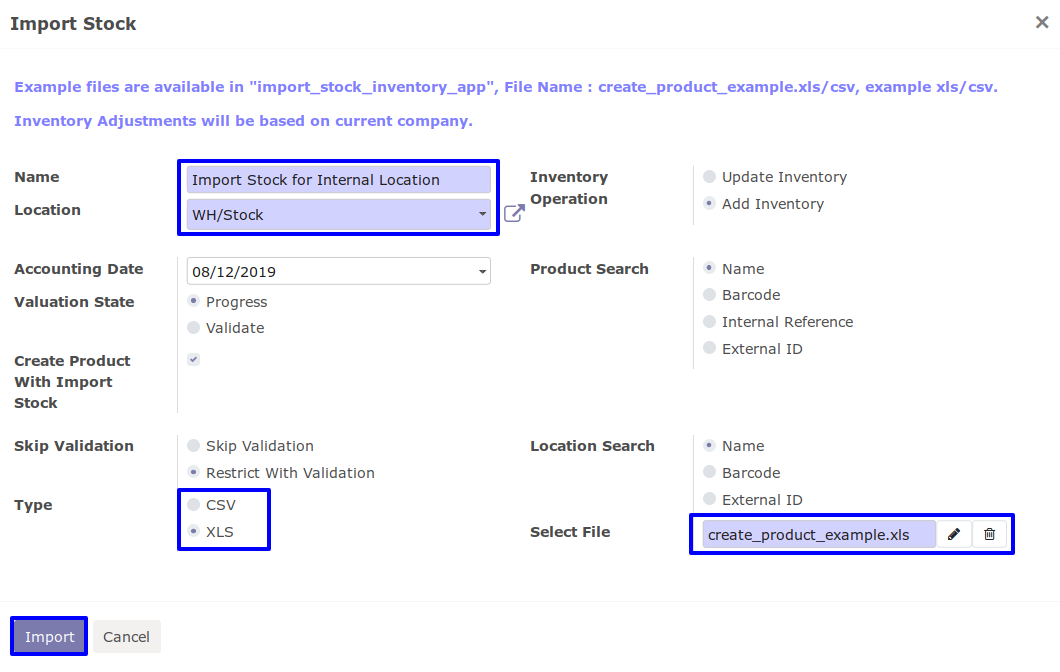 Import Stock
Example files are available in "import_stock_inventory_app", File Name : create_product_example.xls/csv, example xls/csv.
Inventory Adjustments will be based on current company.
Name
Import Stock for Internal Location
Location
WH/Stock
Inventory
Operation
Update Inventory
Add Inventory
Accounting Date
08/12/2019
Valuation State
Progress
Validate
Create Product
With Import
Stock
Product Search
Name
Barcode
Internal Reference
External ID
Skip Validation
Skip Validation
Restrict With Validation
Type
CSV
XLS
Location Search
Name
Barcode
External ID
Select File
create_product_example.xls
Import
Cancel